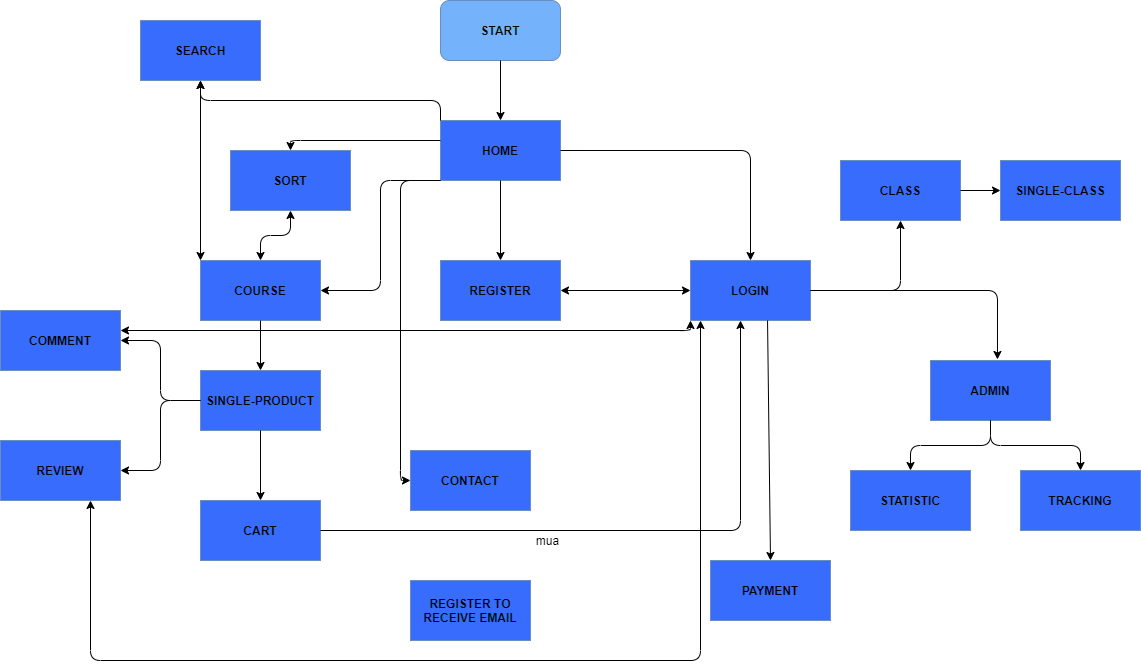 START
SEARCH
HOME
SORT
CLASS
SINGLE-CLASS
COURSE
REGISTER
LOGIN
COMMENT
ADMIN
SINGLE-PRODUCT
REVIEW
CONTACT
STATISTIC
TRACKING
CART
mua
PAYMENT
REGISTER TO
RECEIVE EMAIL